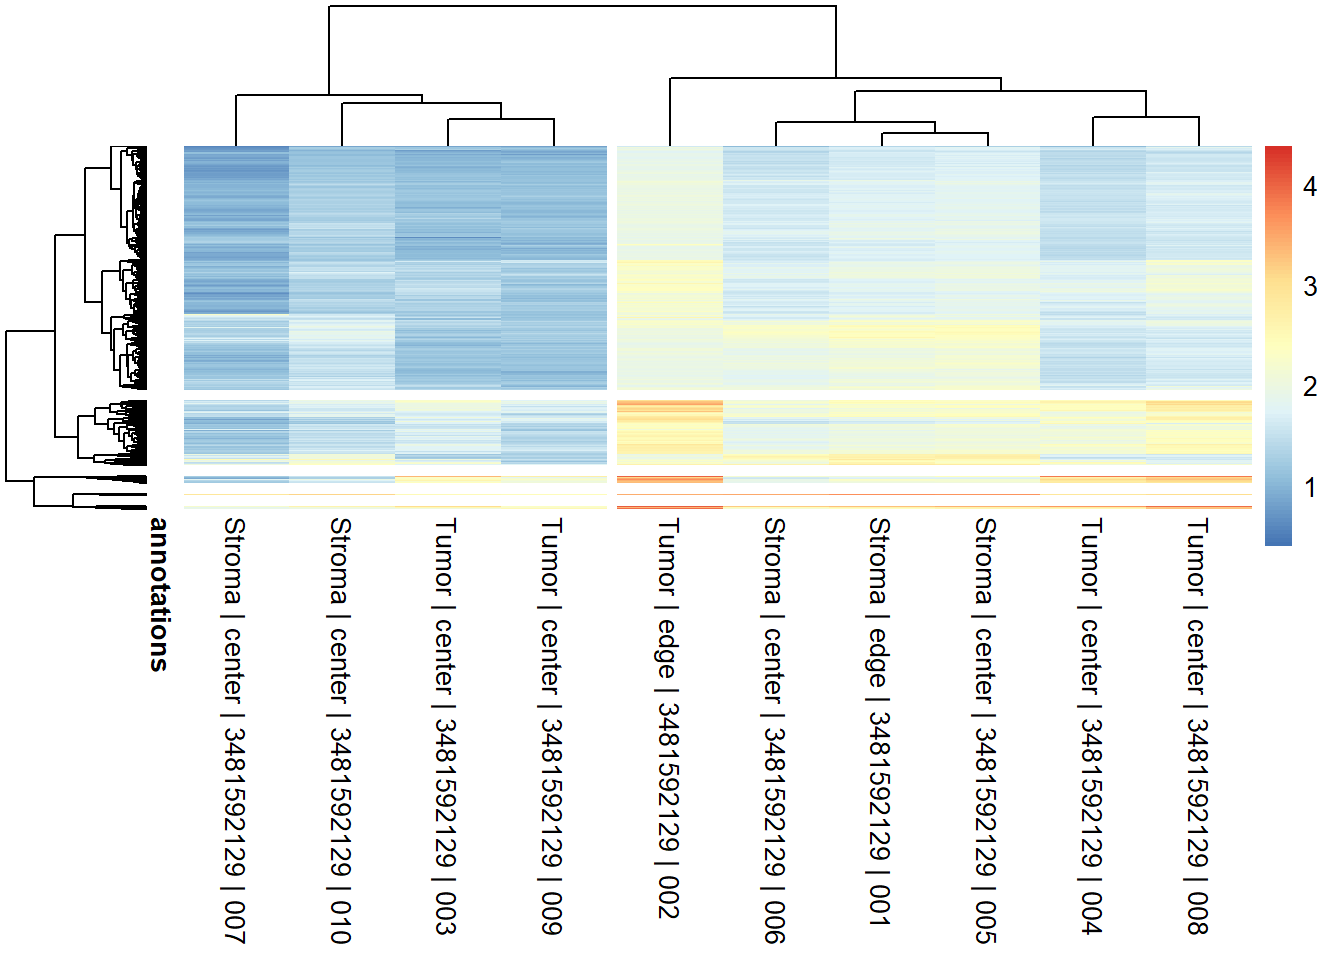 4
3
2
1
annotations
Stroma | center | 3481592129 | 007
Stroma | center | 3481592129 | 010
Tumor | center | 3481592129 | 003
Tumor | center | 3481592129 | 009
Tumor | edge | 3481592129 | 002
Stroma | center | 3481592129 | 006
Stroma | edge | 3481592129 | 001
Stroma | center | 3481592129 | 005
Tumor | center | 3481592129 | 004
Tumor | center | 3481592129 | 008